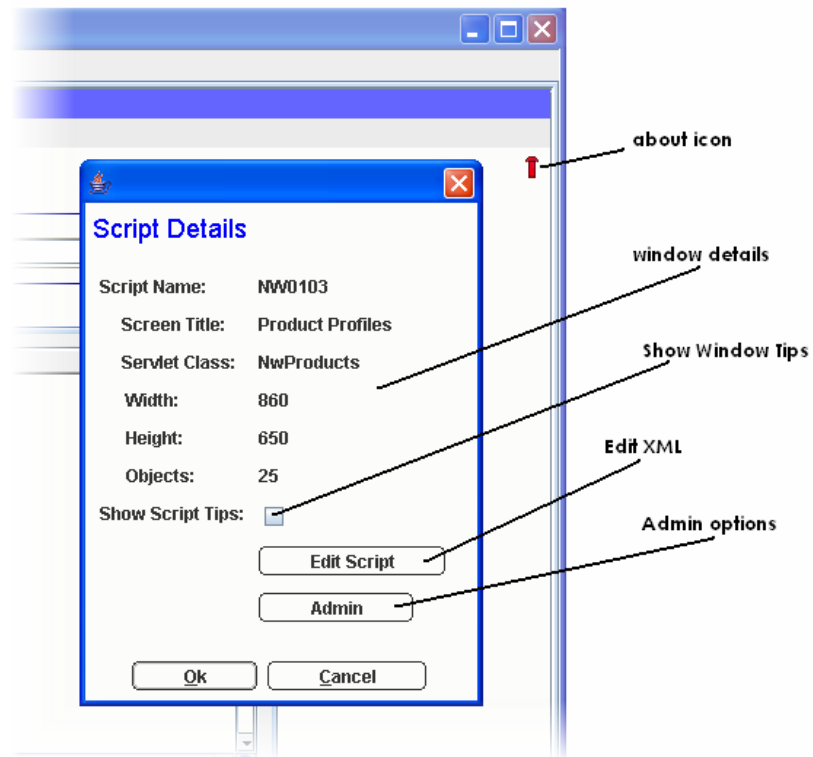 about icon
Script Details
window details
Script Name: NW0103
Screen Title: Product Profiles
Show Window Tips
Servlet Class: NwProducts
Width: 860
Height: 650
Edit XML
Objects: 25
Show Script Tips:
Admin options
Edit Script
Admin
Ok Cancel